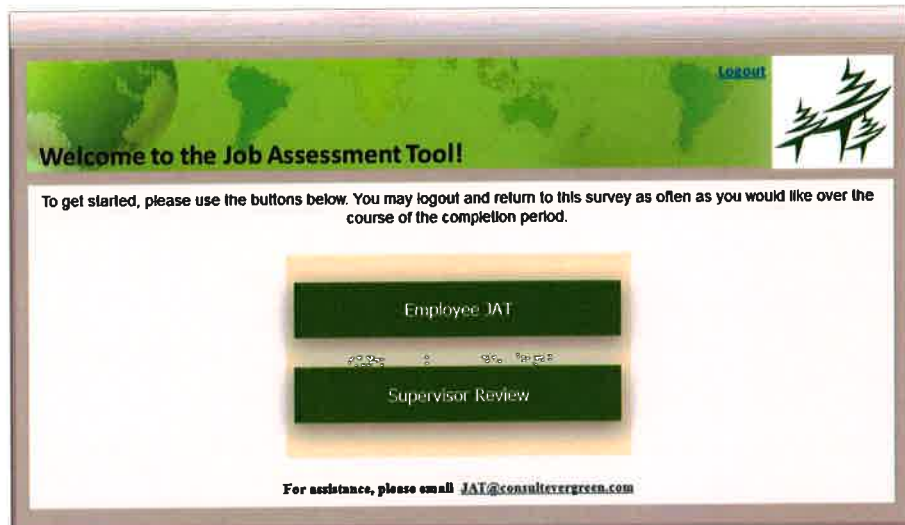 Logout
Welcome to the Job Assessment Tool!
To get started, please use the buttons below. You may logout and return to this survey as often as you would like over the
course of the completion period.
Employee JAT
Supervisor Review
For assistance, please email JAT@consultevergreen.com